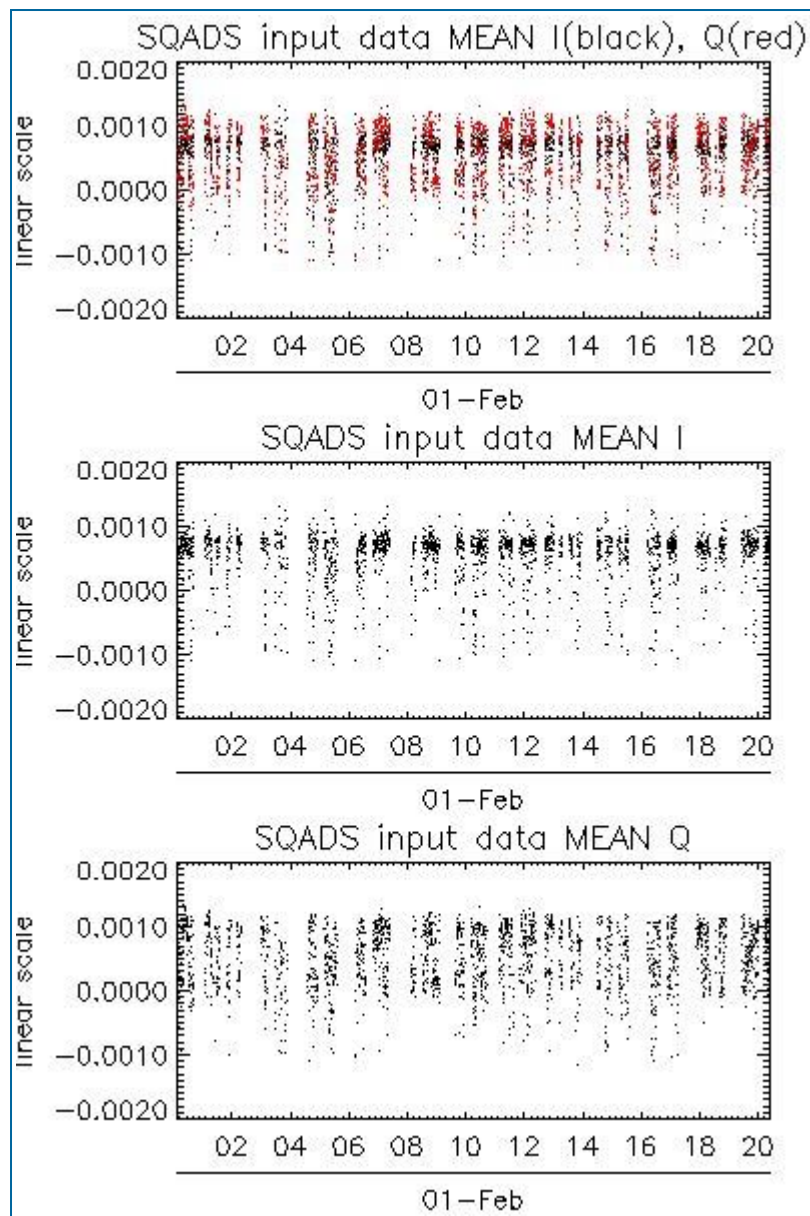 SQADS input data MEAN I(black), Q(red)
0.0020
0.0010
0.0000
−0.0010
−0.0020
linear scale
02 04 06 08 10 12 14 16 18 20
01−Feb
SQADS input data MEAN I
0.0020
0.0010
0.0000
−0.0010
−0.0020
linear scale
02 04 06 08 10 12 14 16 18 20
01−Feb
SQADS input data MEAN Q
0.0020
0.0010
0.0000
−0.0010
−0.0020
linear scale
02 04 06 08 10 12 14 16 18 20
01−Feb